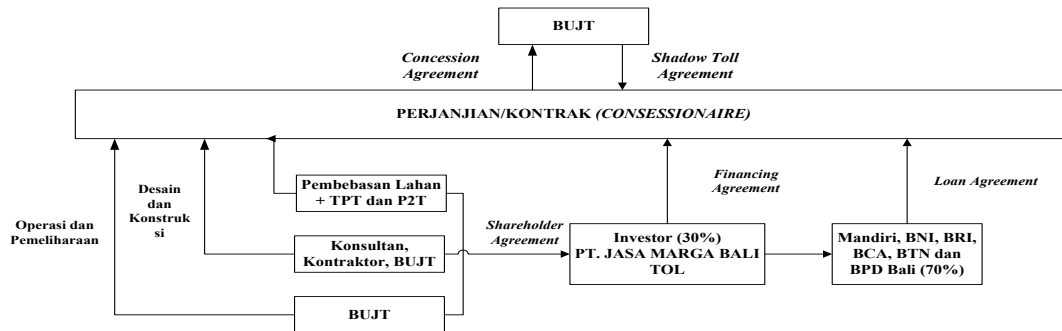 BUJT
Concession
Agreement
Shadow Toll
Agreement
PERJANJIAN/KONTRAK (CONSESSIONAIRE)
Operasi dan
Pemeliharaan
Desain
dan
Konstruk
si
Pembebasan Lahan
+ TPT dan P2T
Konsultan,
Kontraktor, BUJT
BUJT
Shareholder
Agreement
Financing
Agreement
Investor (30%)
PT. JASA MARGA BALI
TOL
Loan Agreement
Mandiri, BNI, BRI,
BCA, BTN dan
BPD Bali (70%)